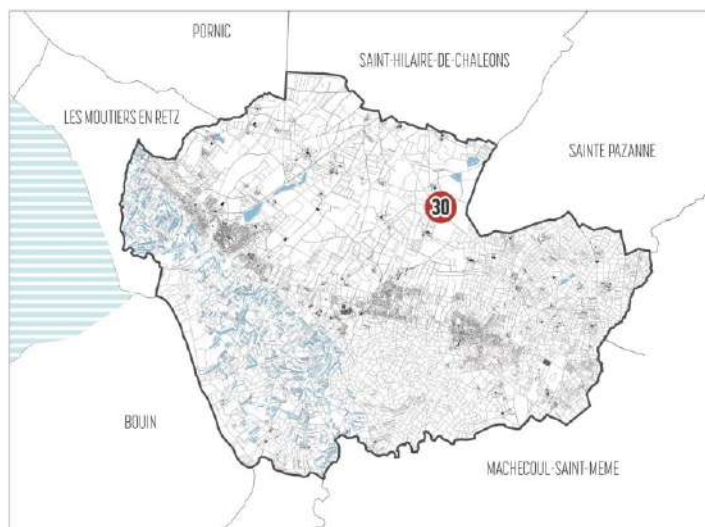 PORNIC
SAINT-HILAIRE-DE-CHALEONS
LES MOUTIERS EN RETZ
SAINTE PAZANNE
30
BOUIN
MACHECOUL-SAINT-MEME